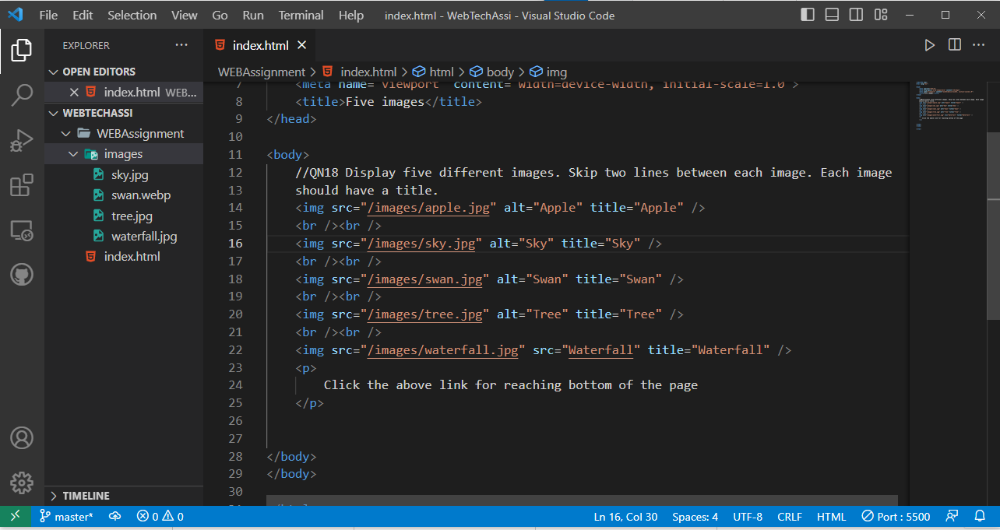 File Edit Selection View Go Run Terminal Help index.html - WebTechAssi - Visual Studio Code
EXPLORER ···
index.html
OPEN EDITORS
index.html WEB...
WEBTECHASSI
WEBAssignment
images
sky.jpg
swan.webp
tree.jpg
waterfall.jpg
index.html
TIMELINE
WEBAssignment > index.html > html > body > img
7 <meta name="viewport" content="width=device-width, initial-scale=1.0">
8 <title>Five images</title>
9 </head>
10
11 <body>
12 //QN18 Display five different images. Skip two lines between each image. Each image
13 should have a title.
14 <img src="/images/apple.jpg" alt="Apple" title="Apple" />
15 <br /><br />
16 <img src="/images/sky.jpg" alt="Sky" title="Sky" />
17 <br /><br />
18 <img src="/images/swan.jpg" alt="Swan" title="Swan" />
19 <br /><br />
20 <img src="/images/tree.jpg" alt="Tree" title="Tree" />
21 <br /><br />
22 <img src="/images/waterfall.jpg" src="Waterfall" title="Waterfall" />
23 <p>
24 Click the above link for reaching bottom of the page
25 </p>
26
27
28 </body>
29 </body>
30
master* 0 0 Ln 16, Col 30 Spaces: 4 UTF-8 CRLF HTML Port : 5500